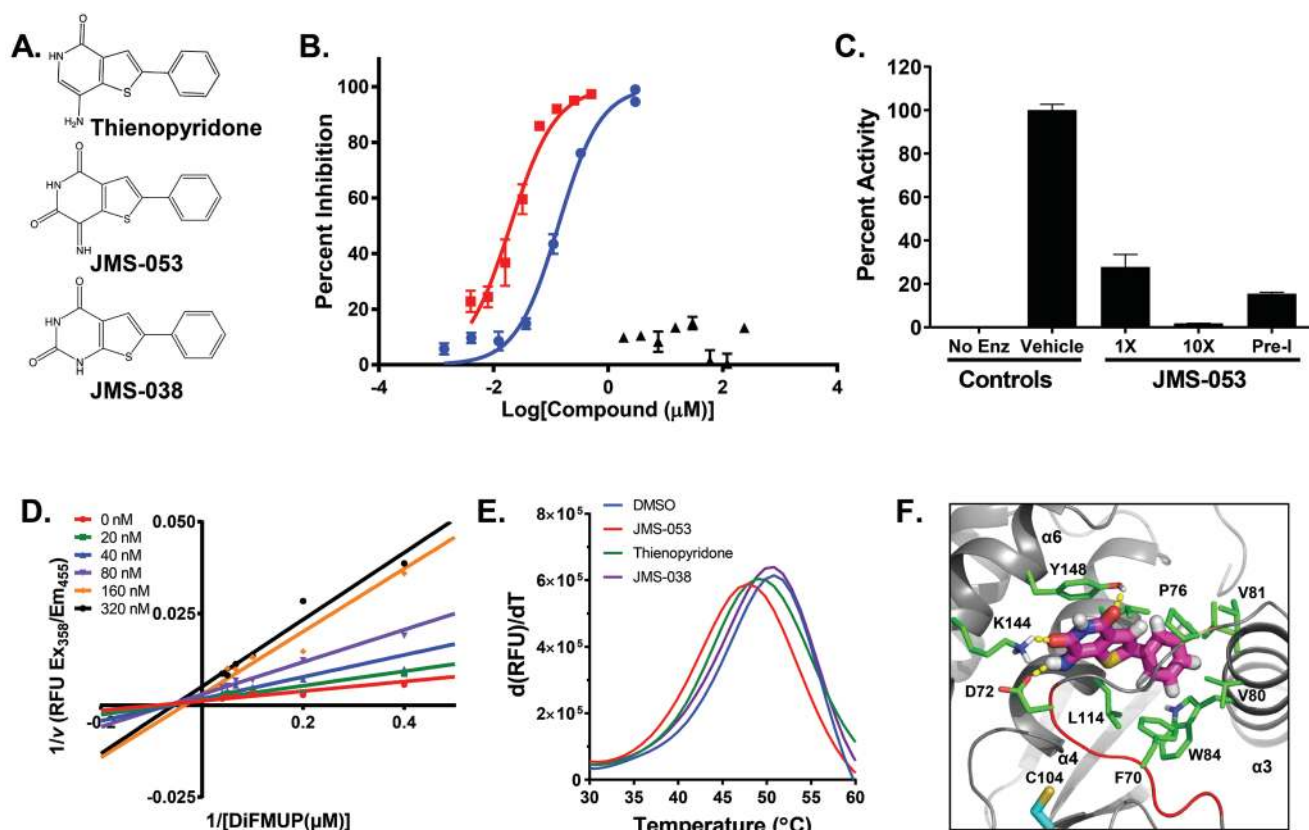 A.
O
HN
S
H₂N
Thienopyridone
O
HN
O
S
NH
JMS-053
O
HN
O
N
H
S
JMS-038
B.
Percent Inhibition
100
80
60
40
20
0
-4
-2
0
2
4
Log[Compound (μM)]
C.
Percent Activity
120
100
80
60
40
20
0
No Enz
Vehicle
1X
10X
Pre-I
Controls
JMS-053
D.
0 nM
20 nM
40 nM
80 nM
160 nM
320 nM
1/v (RFU Ex358/Em455)
0.050
0.025
-0.025
0.2
0.4
1/[DiFMUP(μM)]
E.
DMSO
JMS-053
Thienopyridone
JMS-038
d(RFU)/dT
8×10⁵
6×10⁵
4×10⁵
2×10⁵
0
30
35
40
45
50
55
60
Temperature (°C)
F.
α6
Y148
P76
V81
K144
D72
L114
V80
W84
α4
F70
α3
C104